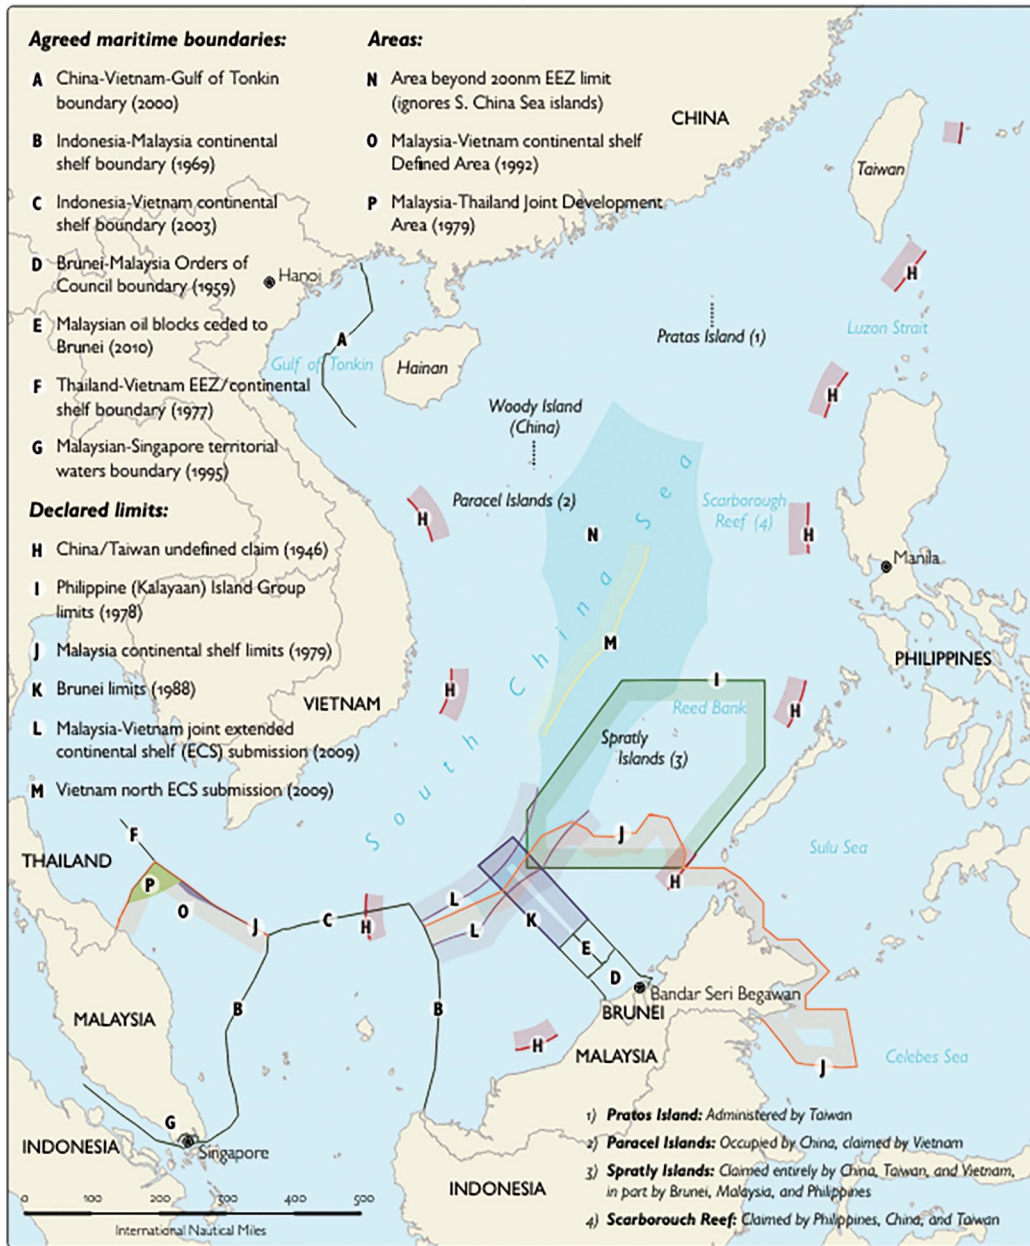 Agreed maritime boundaries:
A China-Vietnam-Gulf of Tonkin
boundary (2000)
B Indonesia-Malaysia continental
shelf boundary (1969)
C Indonesia-Vietnam continental
shelf boundary (2003)
D Brunei-Malaysia Orders of
Council boundary (1959)
E Malaysian oil blocks ceded to
Brunei (2010)
F Thailand-Vietnam EEZ/continental
shelf boundary (1977)
G Malaysian-Singapore territorial
waters boundary (1995)
Declared limits:
H China/Taiwan undefined claim (1946)
I Philippine (Kalayaan) Island Group
limits (1978)
J Malaysia continental shelf limits (1979)
K Brunei limits (1988)
L Malaysia-Vietnam joint extended
continental shelf (ECS) submission (2009)
M Vietnam north ECS submission (2009)
Areas:
N Area beyond 200nm EEZ limit
(ignores S. China Sea islands)
O Malaysia-Vietnam continental shelf
Defined Area (1992)
P Malaysia-Thailand Joint Development
Area (1979)
CHINA
Taiwan
H
Hanoi
Luzon Strait
Pratas Island (1)
A
Gulf of Tonkin
Hainan
H
Woody Island
(China)
Paracel Islands (2)
Scarborough
Reef (4)
H
N
H
Manila
South China Sea
M
PHILIPPINES
VIETNAM
H
I
Reed Bank
H
Spratly
Islands (3)
F
J
Sulu Sea
THAILAND
P
O
J
C
H
L
L
K
H
E
D
Bandar Seri Begawan
BRUNEI
B
B
MALAYSIA
H
MALAYSIA
J
Celebes Sea
G
Singapore
INDONESIA
INDONESIA
0 100 200 300 400 500
International Nautical Miles
1) Pratos Island: Administered by Taiwan
2) Paracel Islands: Occupied by China, claimed by Vietnam
3) Spratly Islands: Claimed entirely by China, Taiwan, and Vietnam,
in part by Brunei, Malaysia, and Philippines
4) Scarborouch Reef: Claimed by Philippines, China, and Taiwan